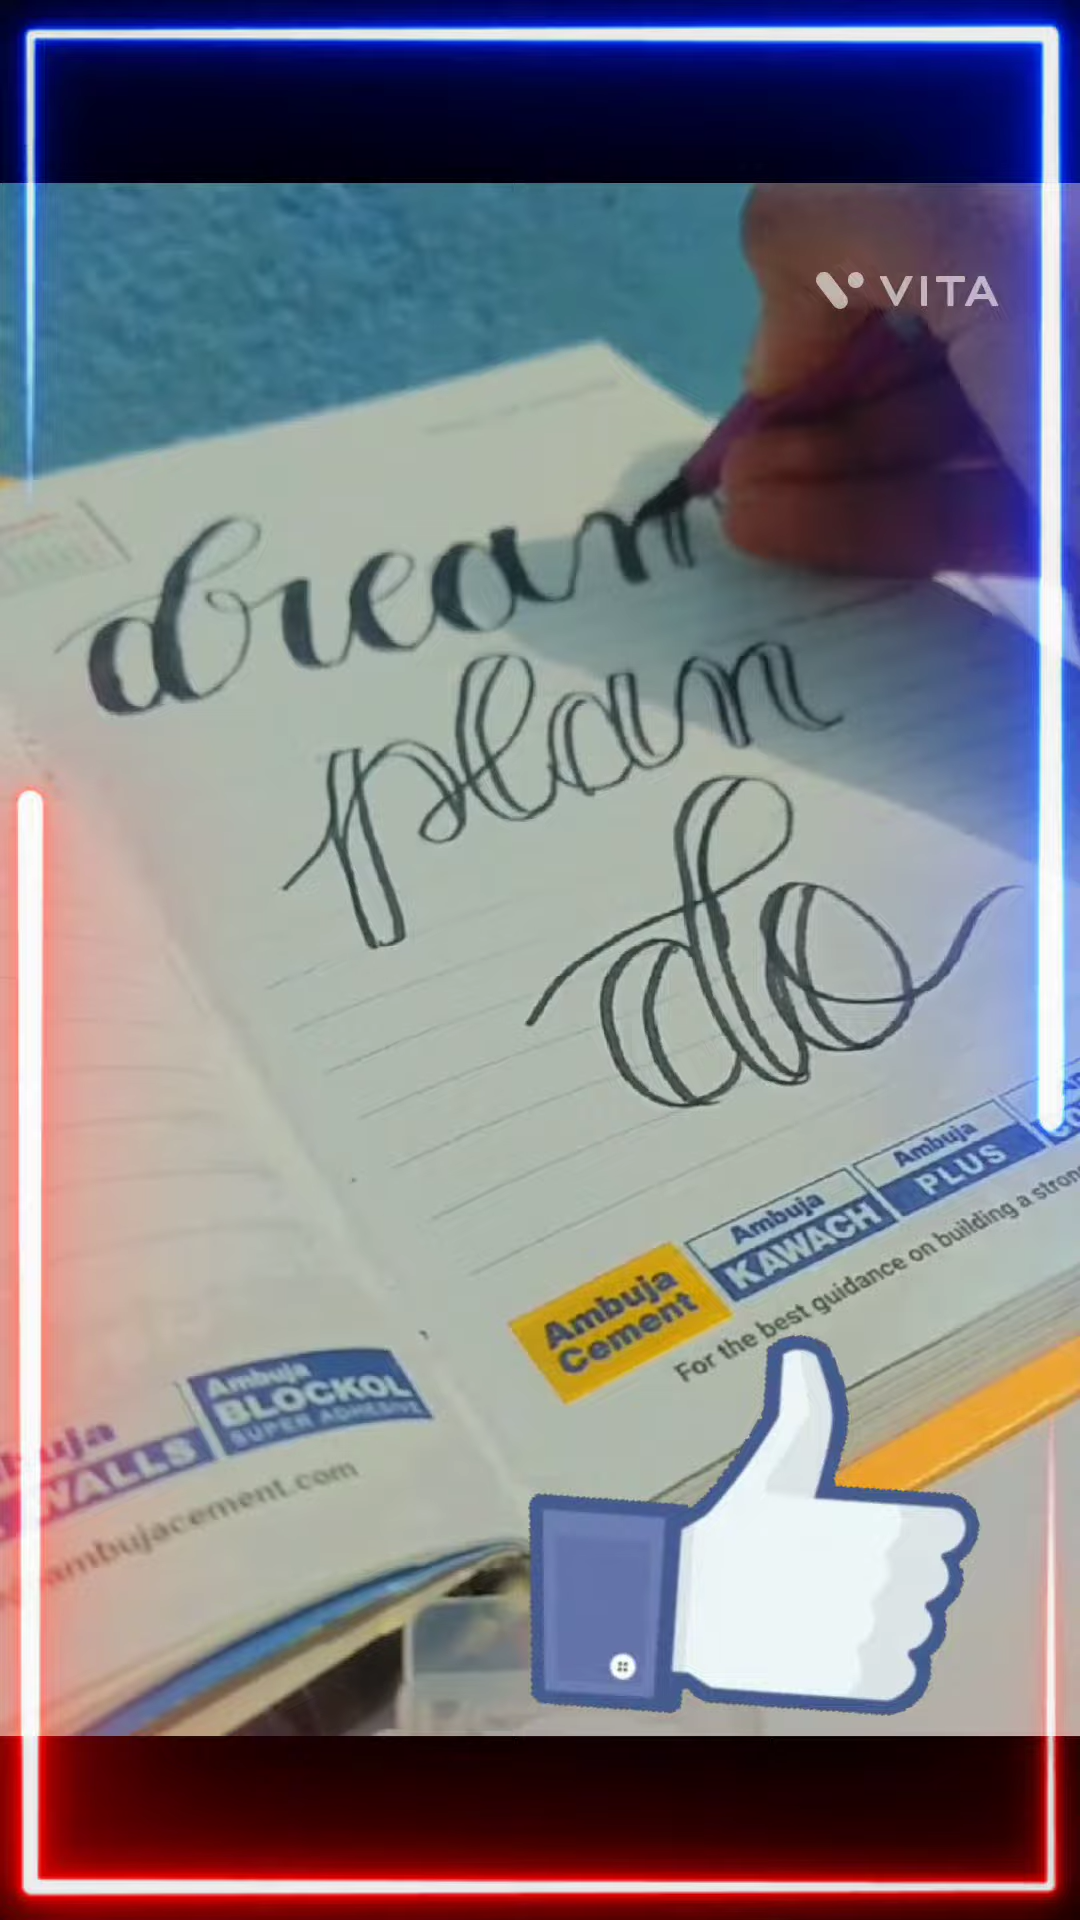 VITA
dream
plan
do
Ambuja
PLUS
Ambuja
KAWACH
Ambuja
Cement
For the best guidance on building a
Ambuja
BLOCKOL
SUPER ADHESIVE
WALLS
ambujacement.com